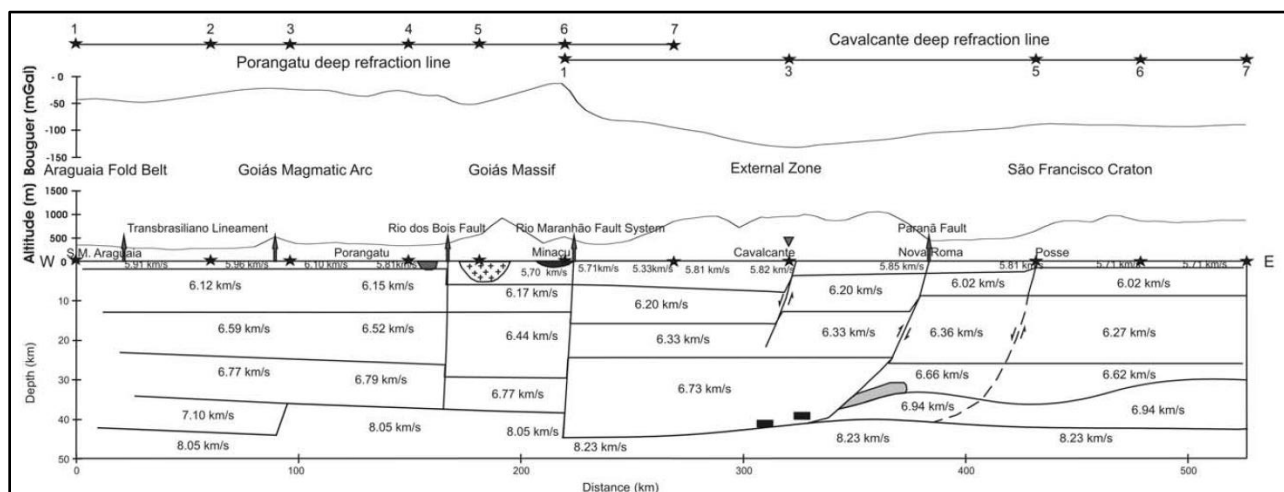 1 2 3 4 5 6 7
Cavalcante deep refraction line
Porangatu deep refraction line
1 3 5 6 7
Bouguer (mGal)
- 0
-50
-100
-150
Araguaia Fold Belt Goiás Magmatic Arc Goiás Massif External Zone São Francisco Craton
Altitude (m)
1500
1000
500
0
Transbrasiliano Lineament Rio dos Bois Fault Rio Maranhão Fault System Paranã Fault
S.M. Araguaia Porangatu Minaçu Cavalcante Nova Roma Posse
W E
5.91 km/s 5.96 km/s 6.10 km/s 5.81km/s 5,70 km/s 5.71km/s 5.33km/s 5.81 km/s 5.82 km/s 5.85 km/s 5.81 km/s 5.71 km/s 5.71 km/s
6.12 km/s 6.15 km/s 6.17 km/s 6.20 km/s 6.20 km/s 6.02 km/s 6.02 km/s
6.59 km/s 6.52 km/s 6.44 km/s 6.33 km/s 6.33 km/s 6.36 km/s 6.27 km/s
6.77 km/s 6.79 km/s 6.77 km/s 6.73 km/s 6.66 km/s 6.62 km/s
7.10 km/s 6.94 km/s 6.94 km/s
8.05 km/s 8.05 km/s 8.05 km/s 8.23 km/s 8.23 km/s 8.23 km/s
Depth (km)
0
10
20
30
40
50
0 100 200 300 400 500
Distance (km)